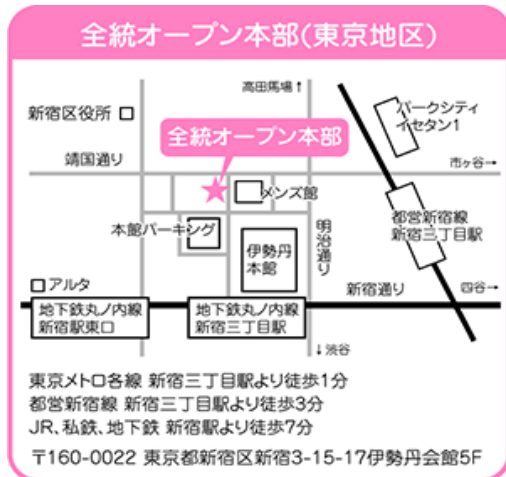 全統オープン本部(東京地区)
高田馬場↑
新宿区役所
パークシティ
イセタン1
全統オープン本部
靖国通り
市ヶ谷→
メンズ館
本館パーキング
都営新宿線
新宿三丁目駅
明治通り
伊勢丹
本館
アルタ
新宿通り
四谷→
地下鉄丸ノ内線
新宿駅東口
地下鉄丸ノ内線
新宿三丁目駅
↓渋谷
東京メトロ各線 新宿三丁目駅より徒歩1分
都営新宿線 新宿三丁目駅より徒歩3分
JR、私鉄、地下鉄 新宿駅より徒歩7分
〒160-0022 東京都新宿区新宿3-15-17伊勢丹会館5F